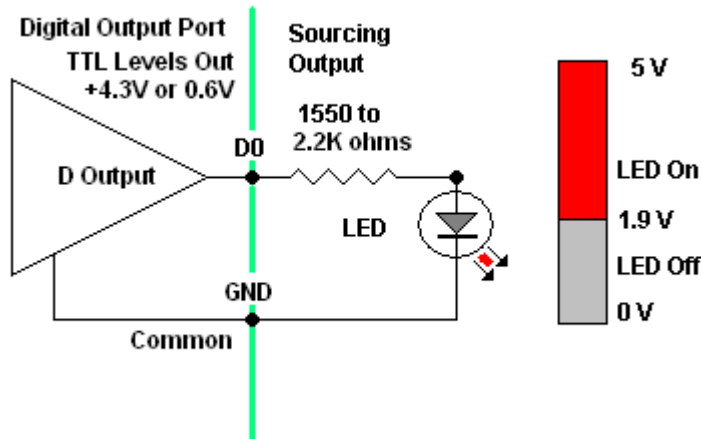 Digital Output Port
TTL Levels Out
+4.3V or 0.6V
Sourcing
Output
1550 to
2.2K ohms
D0
D Output
LED
GND
Common
5 V
LED On
1.9 V
LED Off
0 V